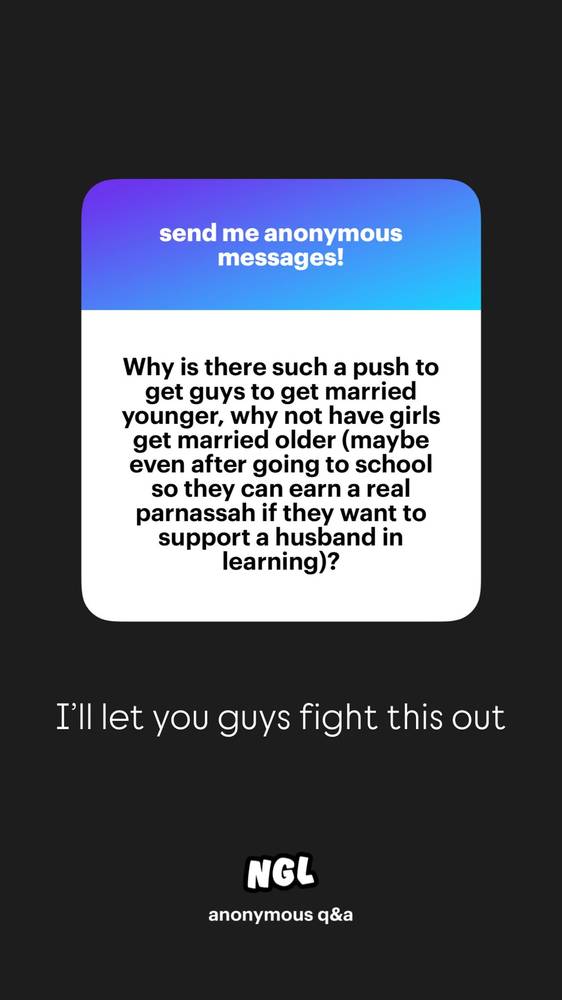 send me anonymous
messages!
Why is there such a push to
get guys to get married
younger, why not have girls
get married older (maybe
even after going to school
so they can earn a real
parnassah if they want to
support a husband in
learning)?
I’ll let you guys fight this out
NGL
anonymous q&a